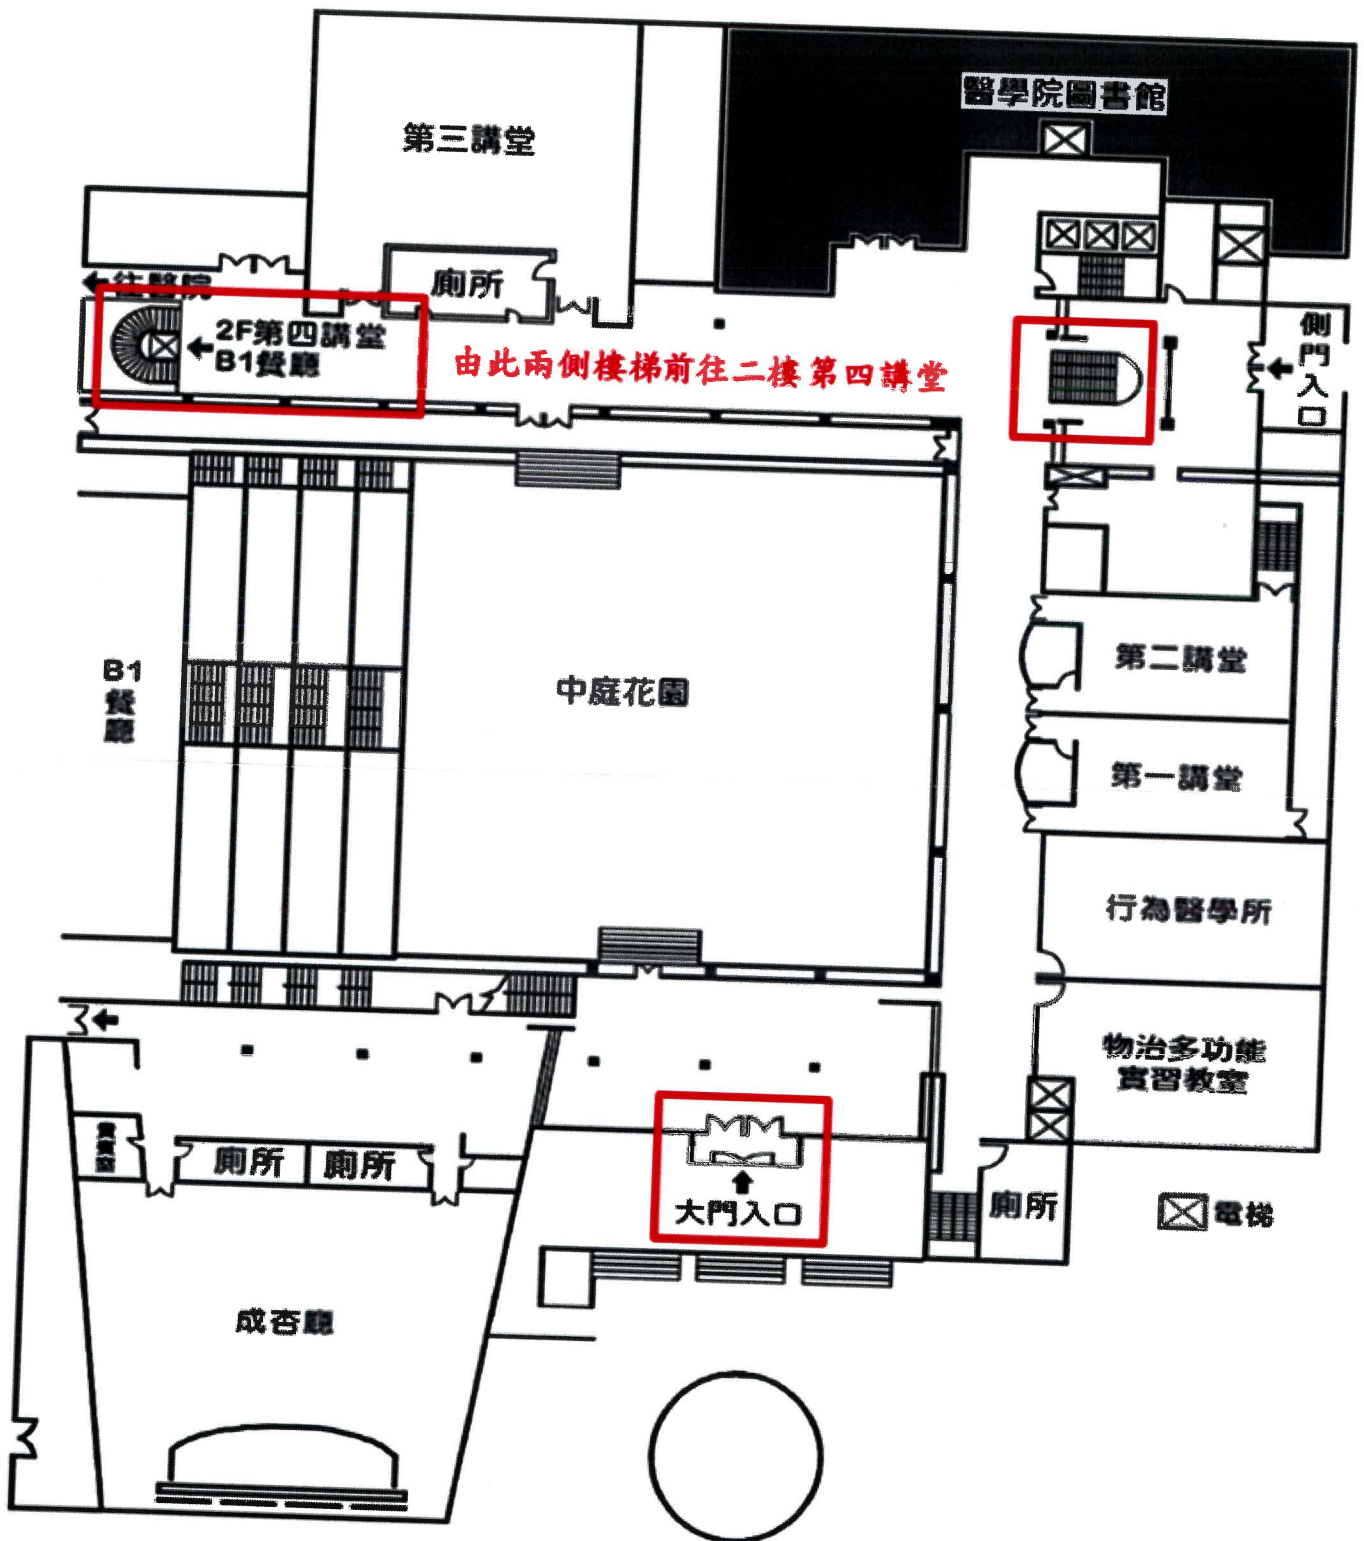 醫學院圖書館
第三講堂
廁所
往醫院
2F第四講堂
B1餐廳
由此兩側樓梯前往二樓第四講堂
側門入口
B1
餐廳
中庭花園
第二講堂
第一講堂
行為醫學所
物治多功能
實習教室
貴賓室
廁所
廁所
大門入口
廁所
電梯
成杏廳